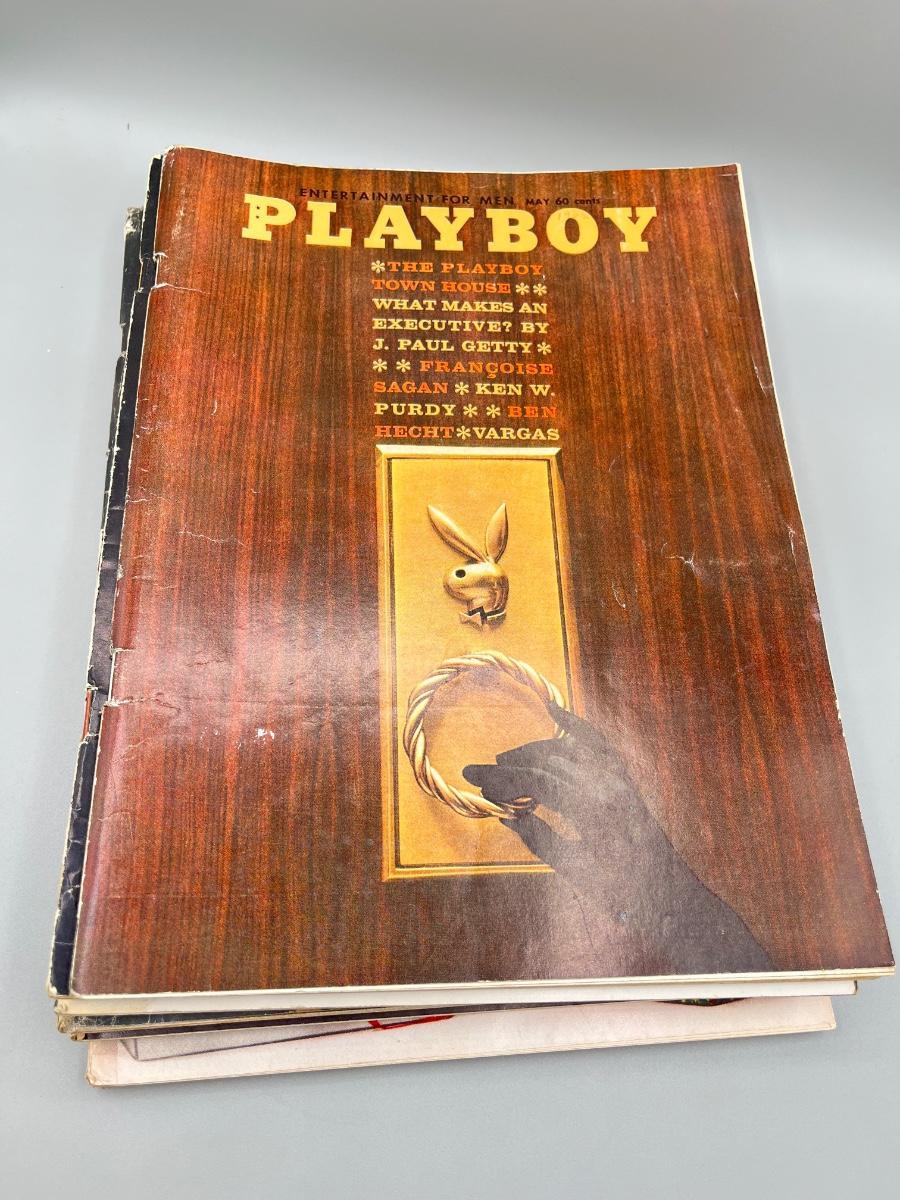 ENTERTAINMENT FOR MEN MAY 60 cents
PLAYBOY
*THE PLAYBOY
TOWN HOUSE**
WHAT MAKES AN
EXECUTIVE? BY
J. PAUL GETTY*
** FRANÇOISE
SAGAN * KEN W.
PURDY ** BEN
HECHT*VARGAS